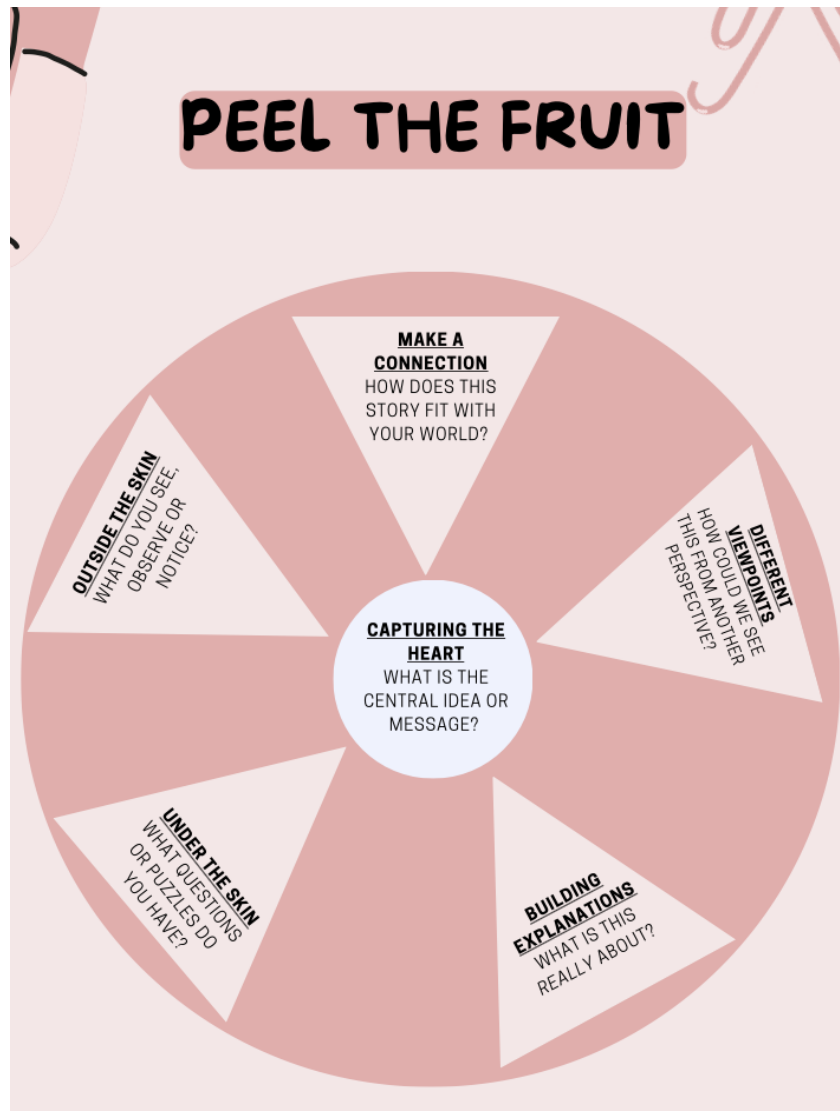 PEEL THE FRUIT
MAKE A
CONNECTION
HOW DOES THIS
STORY FIT WITH
YOUR WORLD?
OUTSIDE THE SKIN
WHAT DO YOU SEE,
OBSERVE OR
NOTICE?
DIFFERENT
VIEWPOINTS
HOW COULD WE SEE
THIS FROM ANOTHER
PERSPECTIVE?
CAPTURING THE
HEART
WHAT IS THE
CENTRAL IDEA OR
MESSAGE?
UNDER THE SKIN
WHAT QUESTIONS
OR PUZZLES DO
YOU HAVE?
BUILDING
EXPLANATIONS
WHAT IS THIS
REALLY ABOUT?